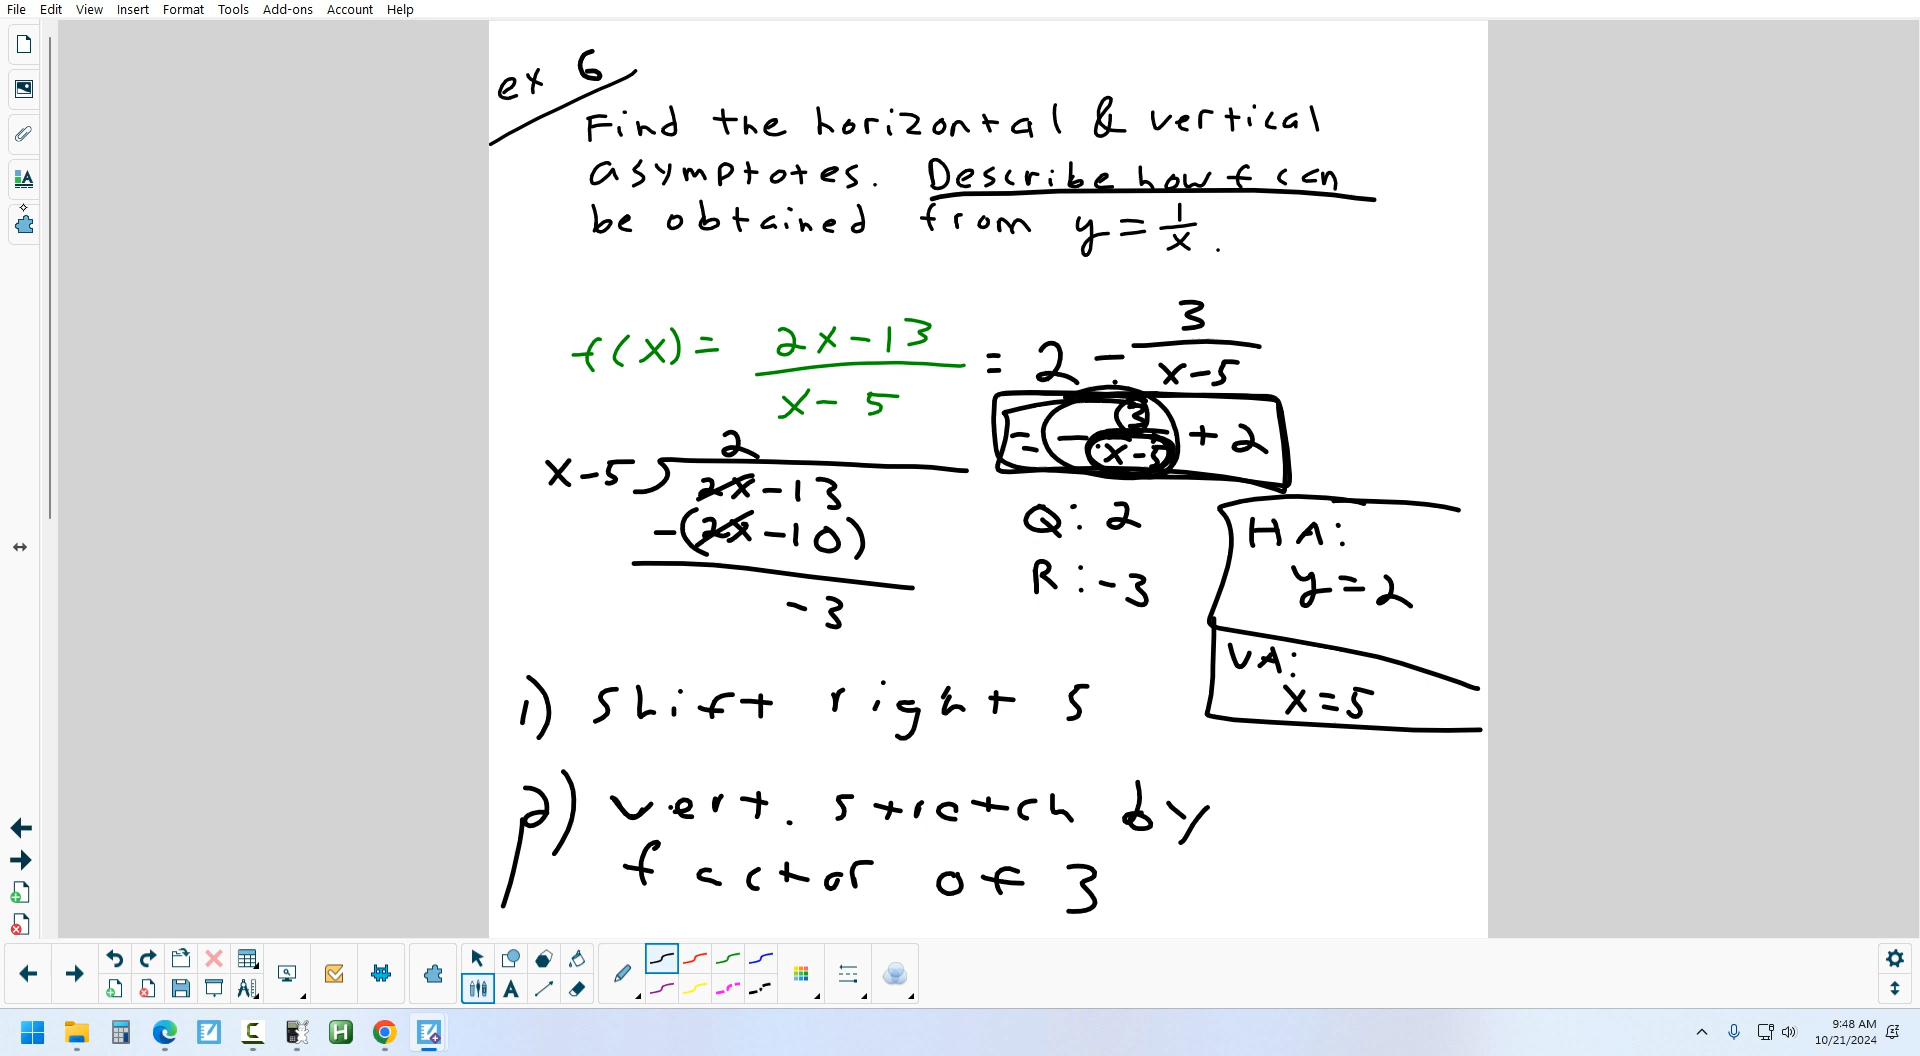 File Edit View Insert Format Tools Add-ons Account Help
ex 6
Find the horizontal & vertical
asymptotes. Describe how f can
be obtained from y = 1/x.
f(x) = (2x-13)/(x-5) = 2 - 3/(x-5)
= - 3/(x-5) + 2
2
x-5 ) 2x-13
-(2x-10)
-3
Q: 2
R: -3
HA:
y=2
VA:
x=5
1) shift right 5
2) vert. stretch by
factor of 3
9:48 AM
10/21/2024